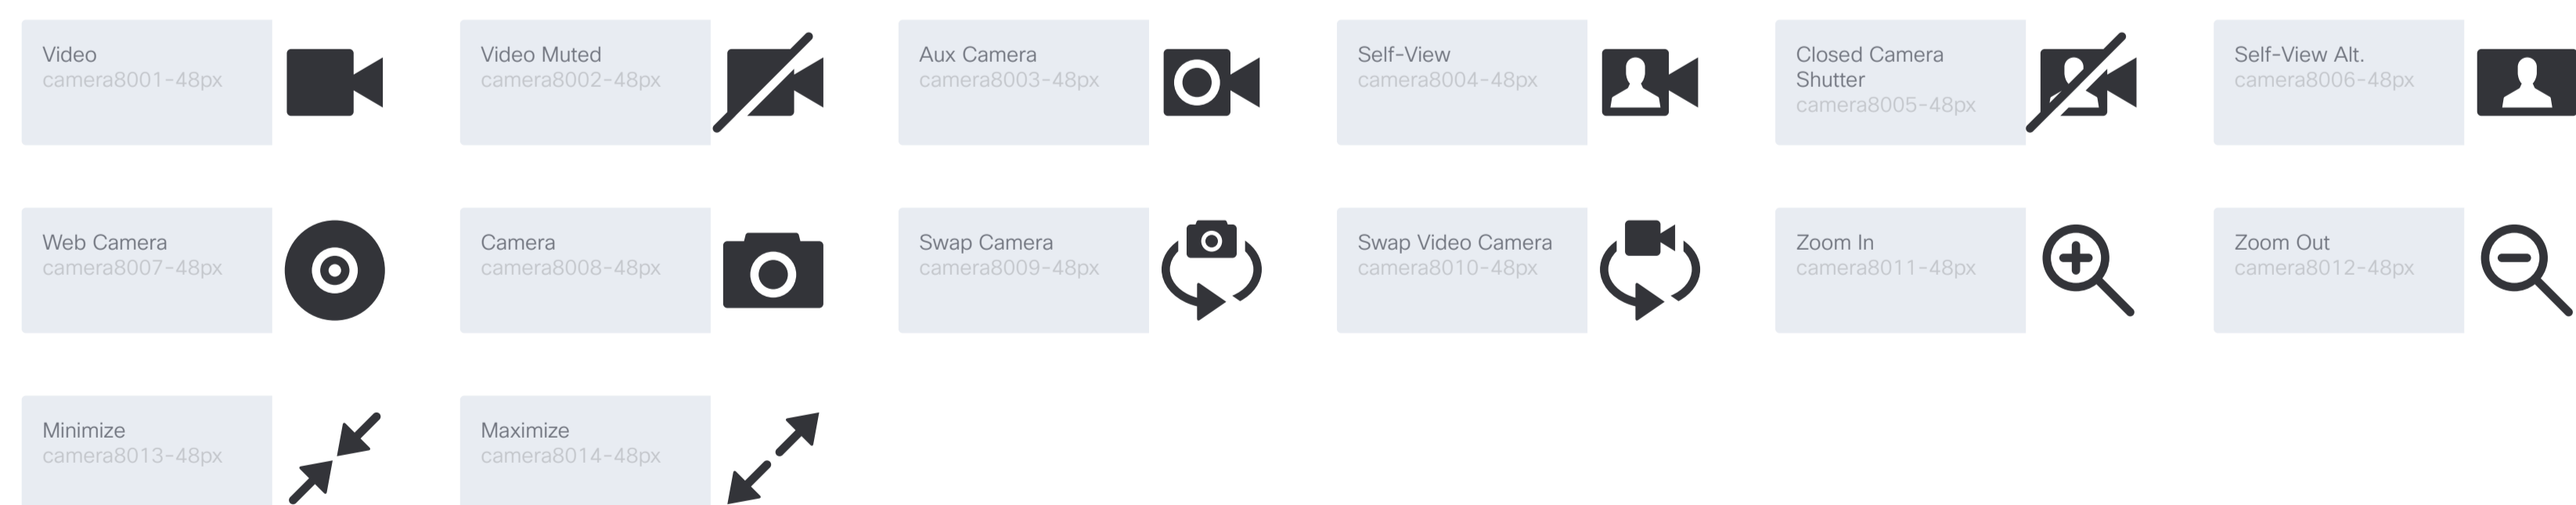 Video
camera8001-48px
Video Muted
camera8002-48px
Aux Camera
camera8003-48px
Self-View
camera8004-48px
Closed Camera
Shutter
camera8005-48px
Self-View Alt.
camera8006-48px
Web Camera
camera8007-48px
Camera
camera8008-48px
Swap Camera
camera8009-48px
Swap Video Camera
camera8010-48px
Zoom In
camera8011-48px
Zoom Out
camera8012-48px
Minimize
camera8013-48px
Maximize
camera8014-48px